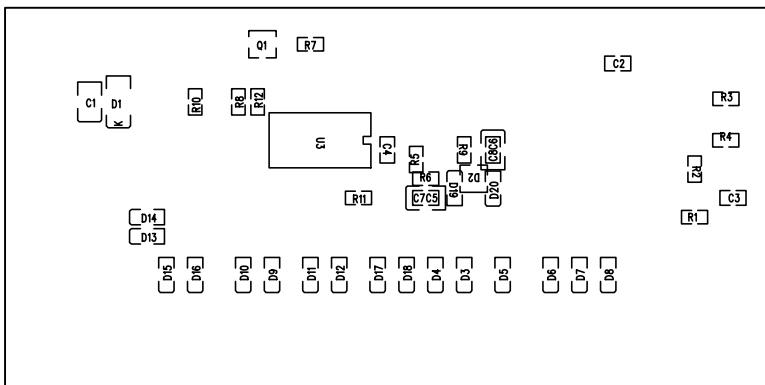 Q1
R7
C2
C1
D1
K
R10
R8
R12
R3
U3
C4
R5
R9
C8C6
R4
R2
R6
D2
D19
D20
R11
C7C5
C3
R1
D14
D13
D15
D16
D10
D9
D11
D12
D17
D18
D4
D3
D5
D6
D7
D8